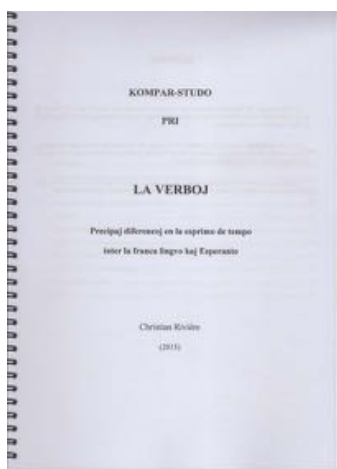 KOMPAR-STUDO
PRI
LA VERBOJ
Precipaj diferencoj en la esprimo de tempo
inter la franca lingvo kaj Esperanto
Christian Rivière
(2015)